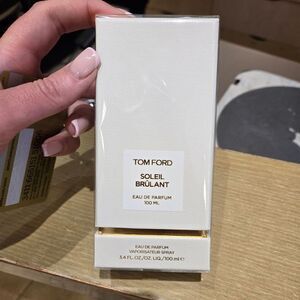 TOM FORD
SOLEIL
BRÛLANT
EAU DE PARFUM
100 ML
EAU DE PARFUM
VAPORISATEUR SPRAY
3.4 FL.OZ./OZ. LIQ./100 ml ℮